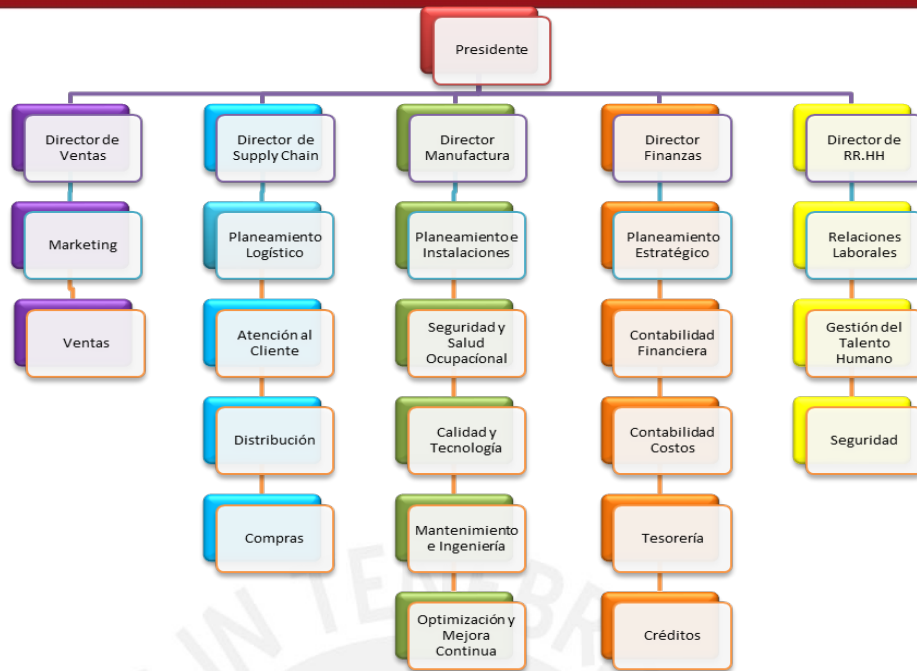 Presidente
Director de
Ventas
Director de
Supply Chain
Director
Manufactura
Director
Finanzas
Director de
RR.HH
Marketing
Planeamiento
Logístico
Planeamiento e
Instalaciones
Planeamiento
Estratégico
Relaciones
Laborales
Ventas
Atención al
Cliente
Seguridad y
Salud
Ocupacíonal
Contabilidad
Financiera
Gestión del
Talento
Humano
Distribución
Calidad y
Tecnología
Contabilidad
Costos
Seguridad
Compras
Mantenimiento
e Ingeniería
Tesorería
Optimización y
Mejora
Continua
Créditos
IN TENEBR